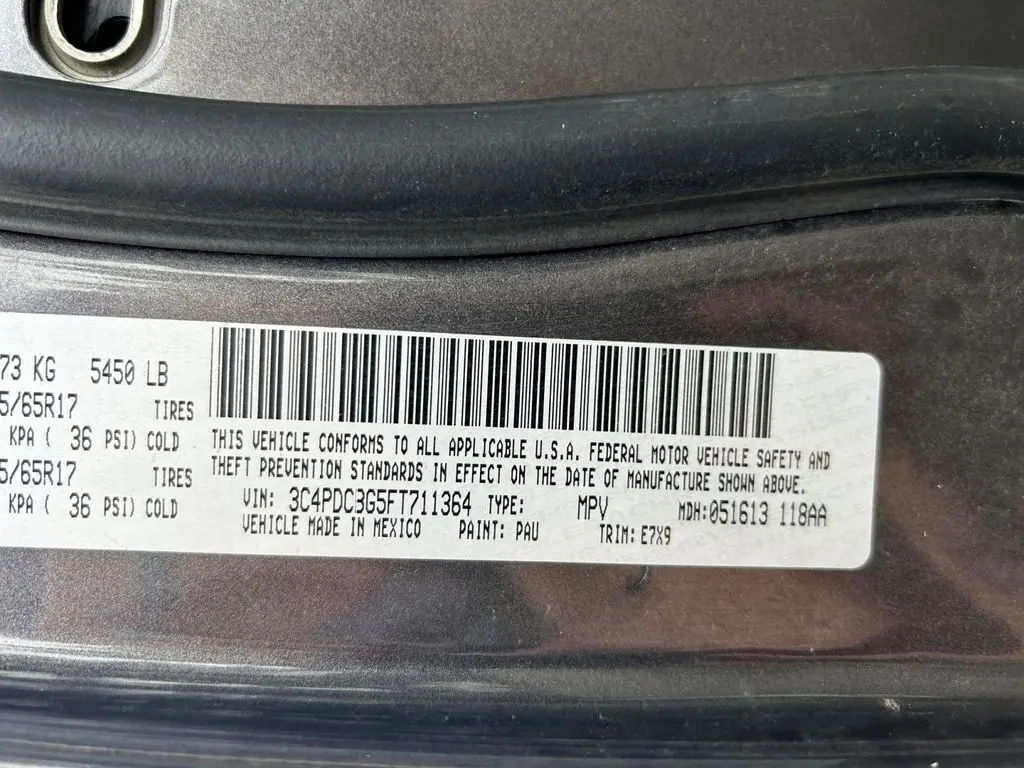 73 KG 5450 LB
5/65R17 TIRES
KPA ( 36 PSI) COLD
5/65R17 TIRES
KPA ( 36 PSI) COLD
THIS VEHICLE CONFORMS TO ALL APPLICABLE U.S.A. FEDERAL MOTOR VEHICLE SAFETY AND
THEFT PREVENTION STANDARDS IN EFFECT ON THE DATE OF MANUFACTURE SHOWN ABOVE.
VIN: 3C4PDCBG5FT711364 TYPE: MPV MDH:051613 118AA
VEHICLE MADE IN MEXICO PAINT: PAU TRIM: E7X9